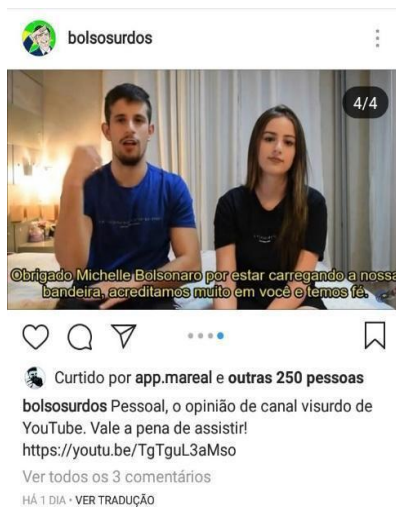 bolsosurdos
4/4
Obrigado Michelle Bolsonaro por estar carregando a nossa
bandeira, acreditamos muito em você e temos fé.
Curtido por app.mareal e outras 250 pessoas
bolsosurdos Pessoal, o opinião de canal visurdo de
YouTube. Vale a pena de assistir!
https://youtu.be/TgTguL3aMso
Ver todos os 3 comentários
HÁ 1 DIA • VER TRADUÇÃO